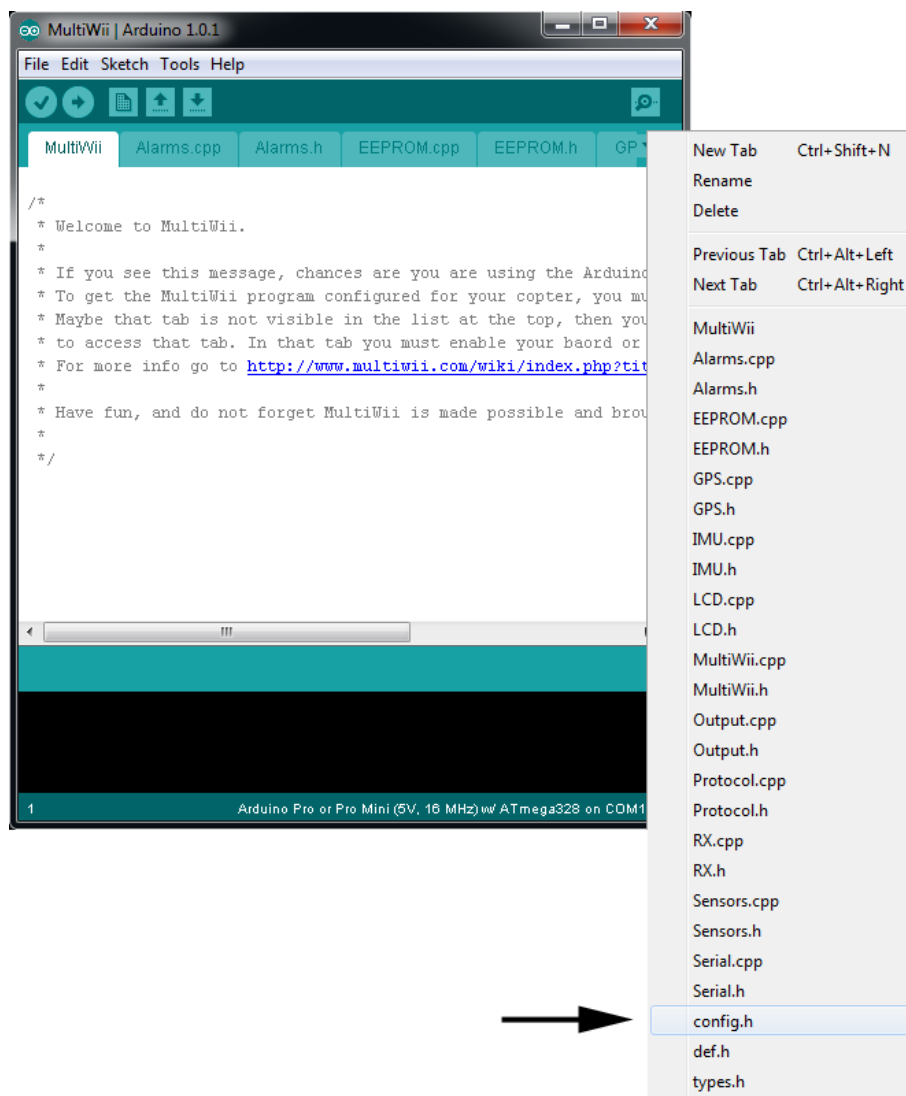 MultiWii | Arduino 1.0.1
File Edit Sketch Tools Help
MultiWii Alarms.cpp Alarms.h EEPROM.cpp EEPROM.h GP
/*
* Welcome to MultiWii.
*
* If you see this message, chances are you are using the Arduino
* To get the MultiWii program configured for your copter, you mu
* Maybe that tab is not visible in the list at the top, then you
* to access that tab. In that tab you must enable your baord or
* For more info go to http://www.multiwii.com/wiki/index.php?tit
*
* Have fun, and do not forget MultiWii is made possible and brou
*
*/
1 Arduino Pro or Pro Mini (5V, 16 MHz) w/ ATmega328 on COM1
New Tab Ctrl+Shift+N
Rename
Delete
Previous Tab Ctrl+Alt+Left
Next Tab Ctrl+Alt+Right
MultiWii
Alarms.cpp
Alarms.h
EEPROM.cpp
EEPROM.h
GPS.cpp
GPS.h
IMU.cpp
IMU.h
LCD.cpp
LCD.h
MultiWii.cpp
MultiWii.h
Output.cpp
Output.h
Protocol.cpp
Protocol.h
RX.cpp
RX.h
Sensors.cpp
Sensors.h
Serial.cpp
Serial.h
config.h
def.h
types.h